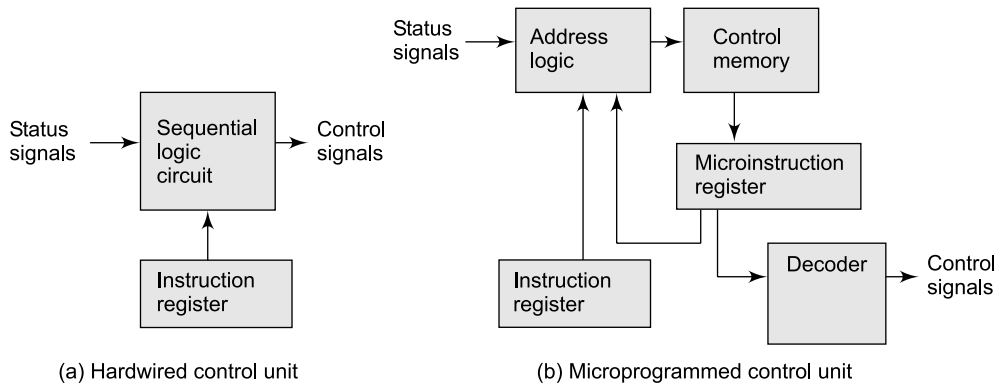 Status
signals
Sequential
logic
circuit
Control
signals
Instruction
register
(a) Hardwired control unit
Status
signals
Address
logic
Control
memory
Microinstruction
register
Instruction
register
Decoder
Control
signals
(b) Microprogrammed control unit